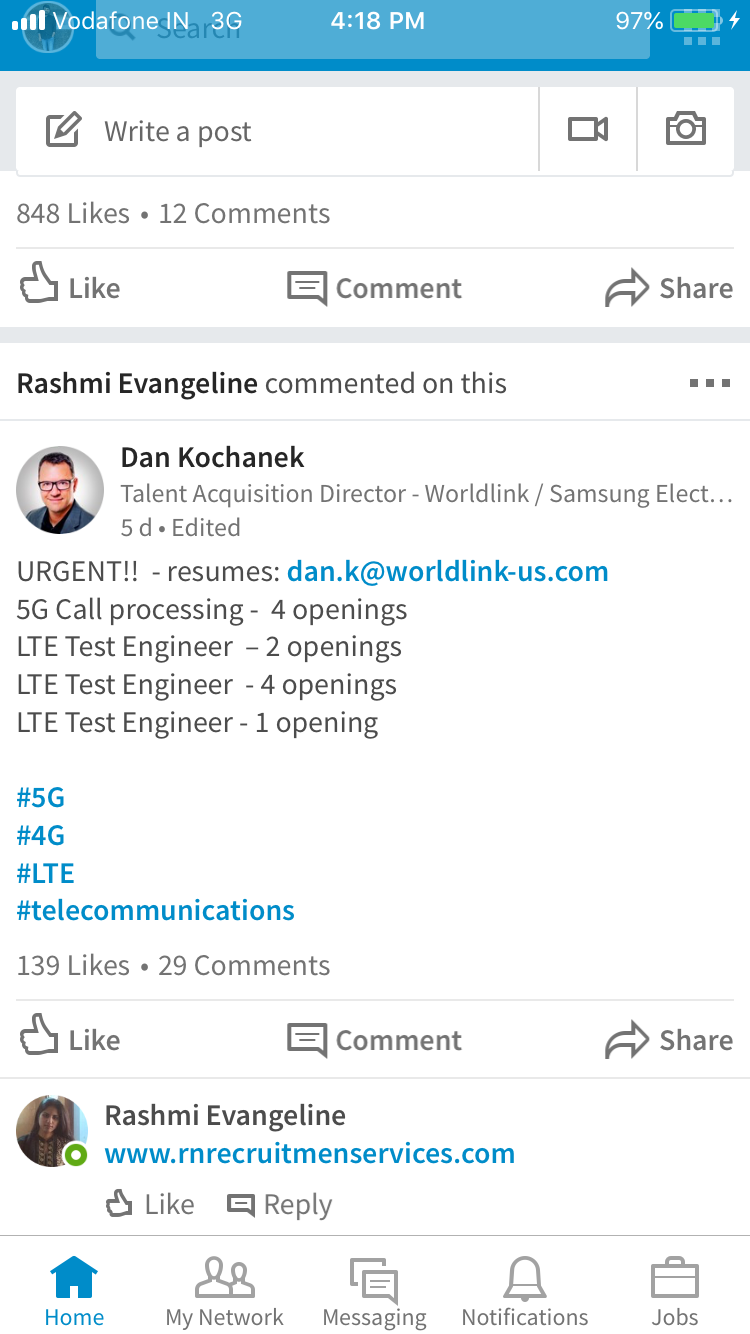 Vodafone IN 3G 4:18 PM 97%
Search
Write a post
848 Likes • 12 Comments
Like Comment Share
Rashmi Evangeline commented on this
Dan Kochanek
Talent Acquisition Director - Worldlink / Samsung Elect...
5 d • Edited
URGENT!! - resumes: dan.k@worldlink-us.com
5G Call processing - 4 openings
LTE Test Engineer – 2 openings
LTE Test Engineer - 4 openings
LTE Test Engineer - 1 opening
#5G
#4G
#LTE
#telecommunications
139 Likes • 29 Comments
Like Comment Share
Rashmi Evangeline
www.rnrecruitmenservices.com
Like Reply
Home My Network Messaging Notifications Jobs